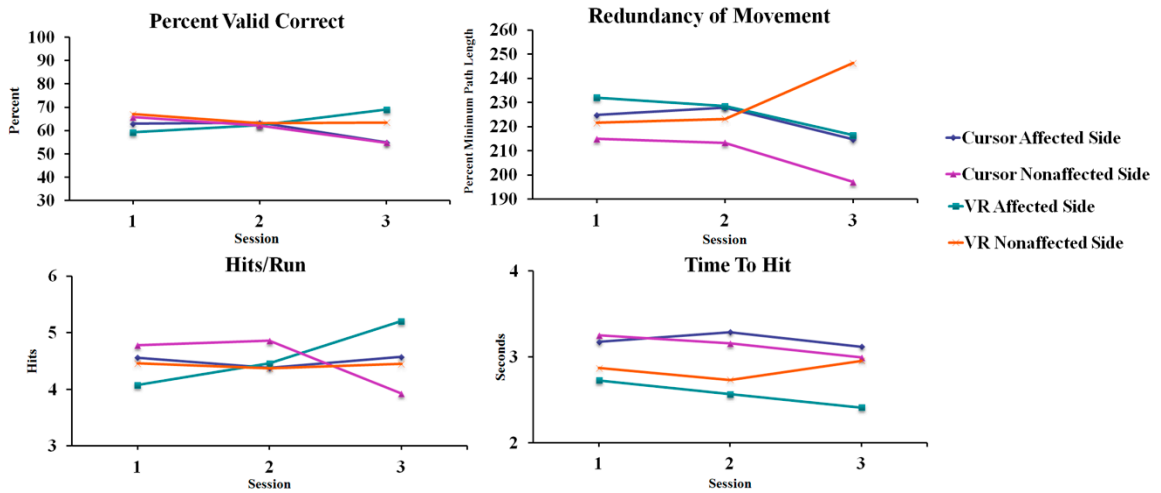 Percent Valid Correct
100
90
80
70
60
50
40
30
Percent
1 2 3
Session
Redundancy of Movement
260
250
240
230
220
210
200
190
Percent Minimum Path Length
1 2 3
Session
Cursor Affected Side
Cursor Nonaffected Side
VR Affected Side
VR Nonaffected Side
Hits/Run
6
5
4
3
Hits
1 2 3
Session
Time To Hit
4
3
2
Seconds
1 2 3
Session